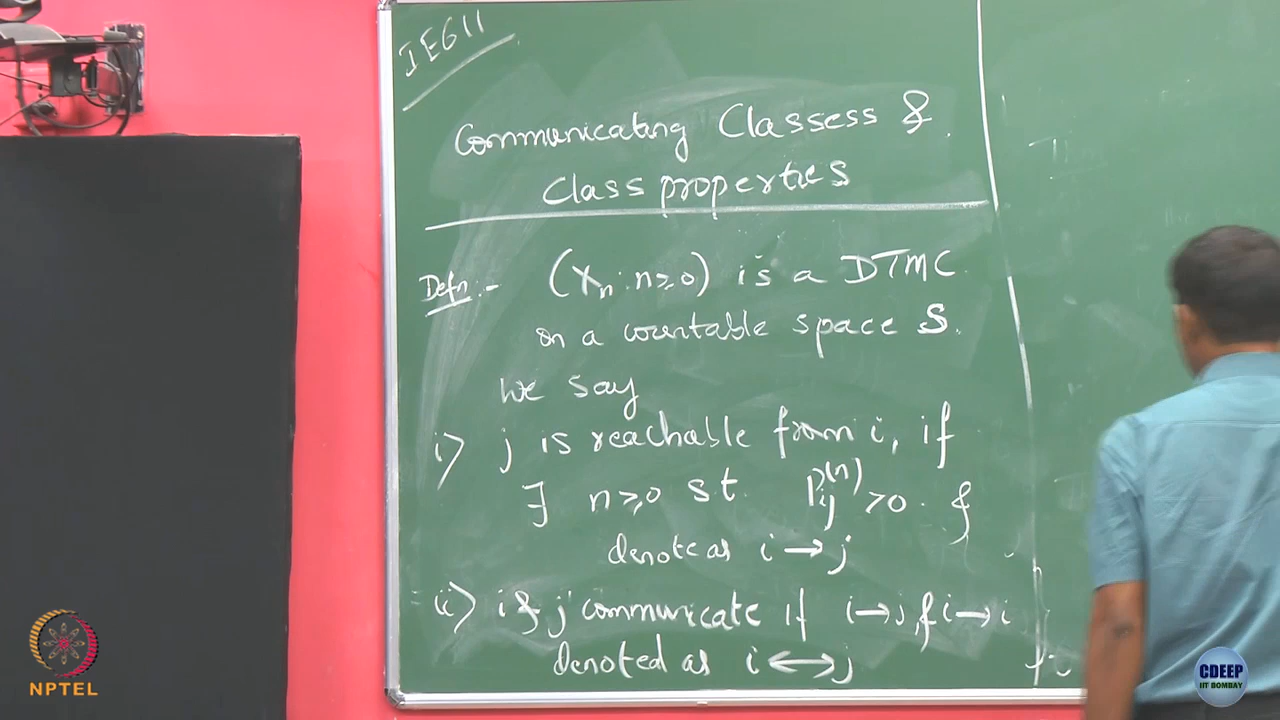 IE611
Communicating Classess &
Class properties
Defn:- (Xn : n≥0) is a DTMC
on a countable space S.
We say
i) j is reachable from i, if
∃ n≥0 s.t. Pij^(n) >0. &
denote as i → j
ii) i & j communicate if i→j, & i→i
denoted as i ↔ j
NPTEL
CDEEP
IIT BOMBAY